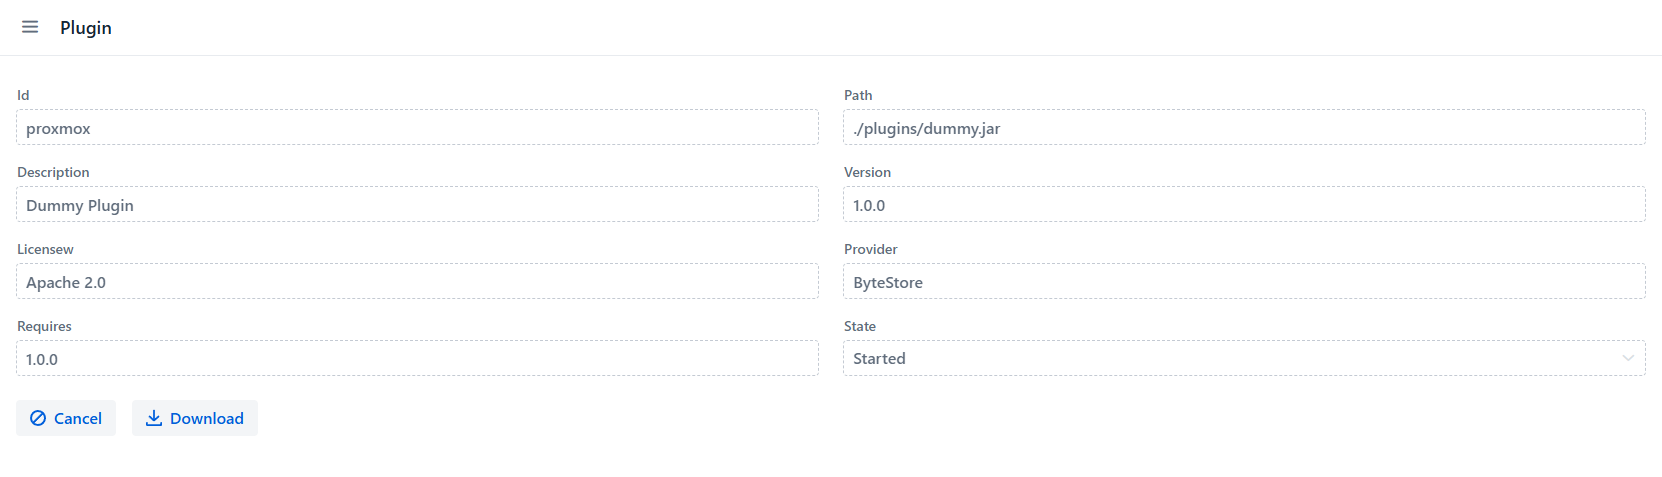 Plugin
Id
proxmox
Path
./plugins/dummy.jar
Description
Dummy Plugin
Version
1.0.0
Licensew
Apache 2.0
Provider
ByteStore
Requires
1.0.0
State
Started
Cancel
Download